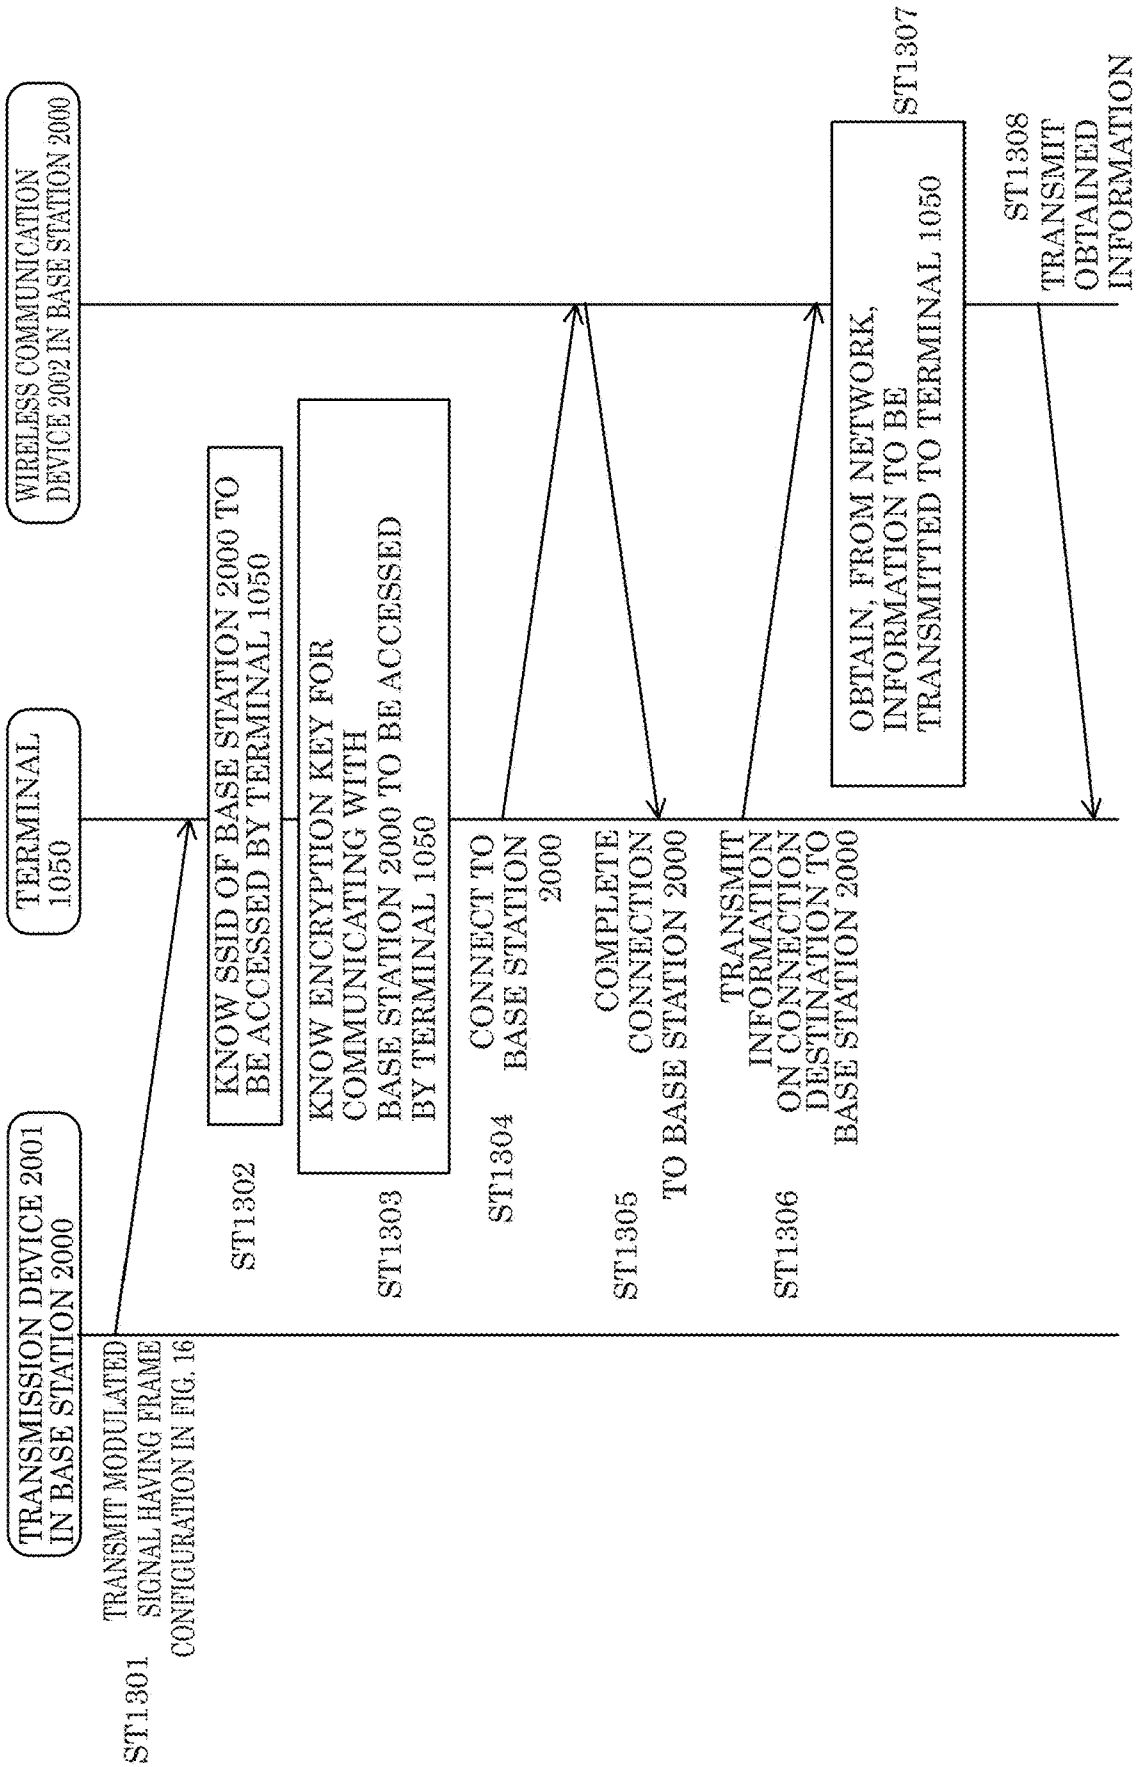 TRANSMISSION DEVICE 2001
IN BASE STATION 2000
TERMINAL
1050
WIRELESS COMMUNICATION
DEVICE 2002 IN BASE STATION 2000
ST1301
TRANSMIT MODULATED
SIGNAL HAVING FRAME
CONFIGURATION IN FIG. 16
ST1302
KNOW SSID OF BASE STATION 2000 TO
BE ACCESSED BY TERMINAL 1050
ST1303
KNOW ENCRYPTION KEY FOR
COMMUNICATING WITH
BASE STATION 2000 TO BE ACCESSED
BY TERMINAL 1050
ST1304
CONNECT TO
BASE STATION
2000
ST1305
COMPLETE
CONNECTION
TO BASE STATION 2000
ST1306
TRANSMIT
INFORMATION
ON CONNECTION
DESTINATION TO
BASE STATION 2000
ST1307
OBTAIN, FROM NETWORK,
INFORMATION TO BE
TRANSMITTED TO TERMINAL 1050
ST1308
TRANSMIT
OBTAINED
INFORMATION